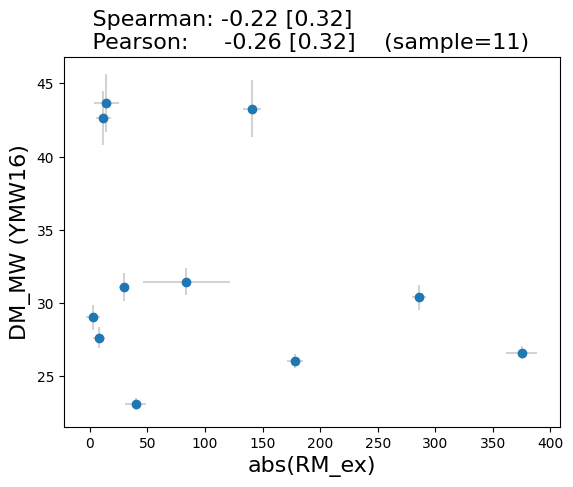 Spearman: -0.22 [0.32]
Pearson: -0.26 [0.32] (sample=11)
45
40
35
30
25
DM_MW (YMW16)
0 50 100 150 200 250 300 350 400
abs(RM_ex)